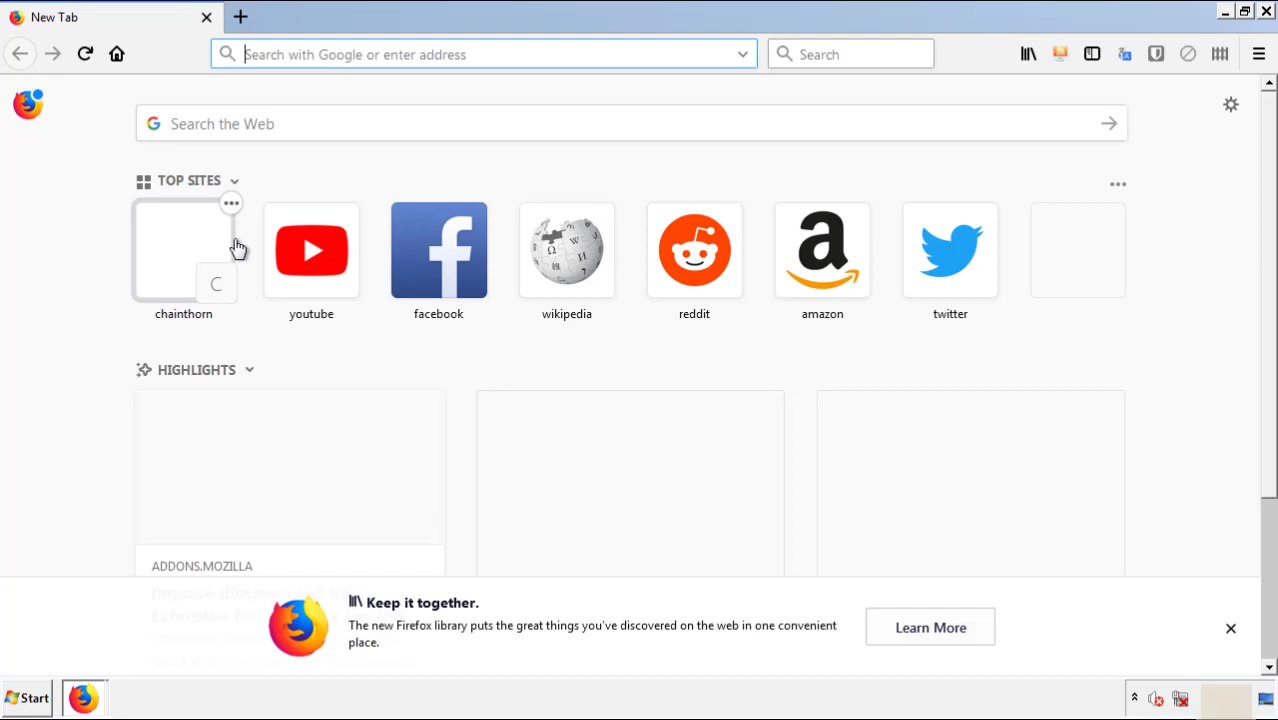 New Tab
Search with Google or enter address
Search
Search the Web
TOP SITES
C
chainthorn
youtube
facebook
wikipedia
reddit
amazon
twitter
HIGHLIGHTS
ADDONS.MOZILLA
Keep it together.
The new Firefox library puts the great things you've discovered on the web in one convenient
place.
Learn More
Start